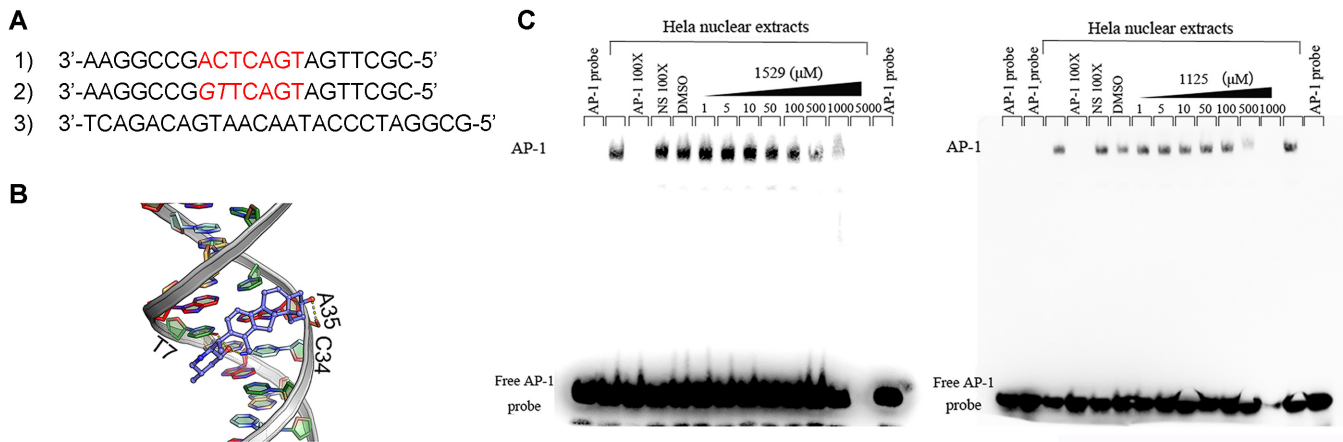 A
1) 3'-AAGGCCGACTCAGTAGTTCGC-5'
2) 3'-AAGGCCGGTTCAGTAGTTCGC-5'
3) 3'-TCAGACAGTAACAATACCCTAGGCG-5'
B
T7
A35
C34
C
Hela nuclear extracts
AP-1 probe
AP-1 100X
NS 100X
DMSO
1529 (μM)
1 5 10 50 100 500 1000 5000
AP-1 probe
AP-1
Free AP-1
probe
Hela nuclear extracts
AP-1 probe
AP-1 probe
AP-1 100X
NS 100X
DMSO
1125 (μM)
1 5 10 50 100 500 1000
AP-1 probe
AP-1
Free AP-1
probe